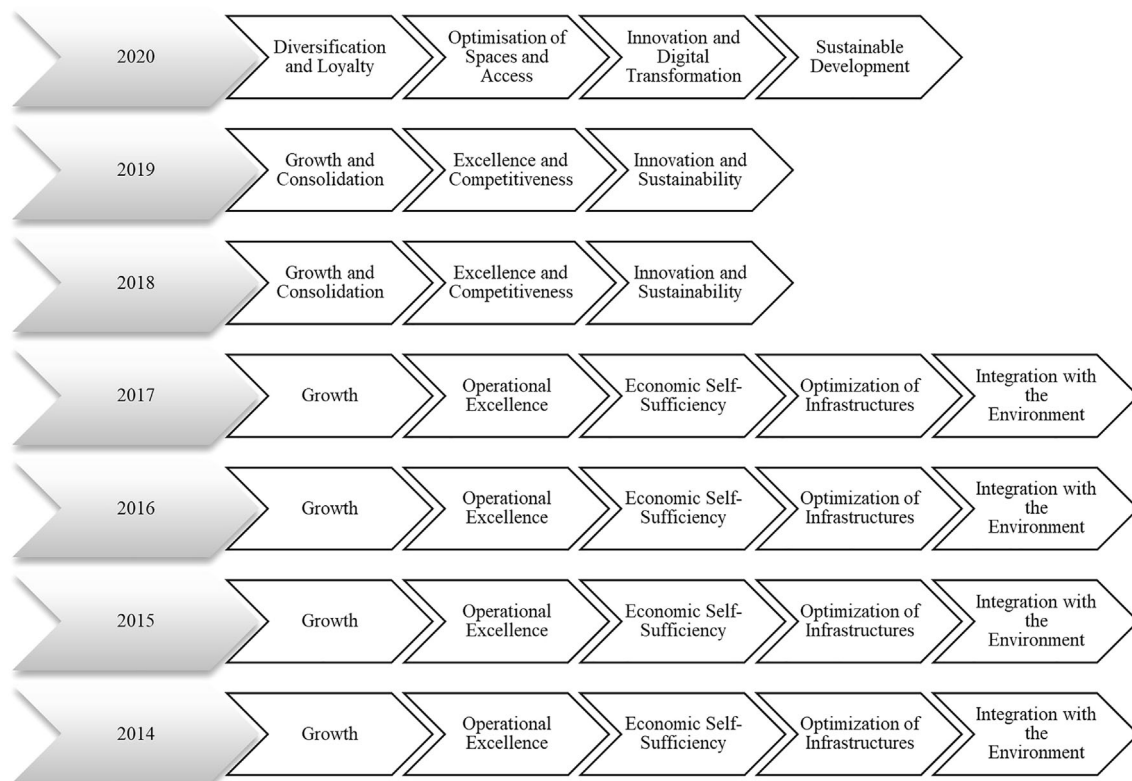 2020
Diversification
and Loyalty
Optimisation of
Spaces and
Access
Innovation and
Digital
Transformation
Sustainable
Development
2019
Growth and
Consolidation
Excellence and
Competitiveness
Innovation and
Sustainability
2018
Growth and
Consolidation
Excellence and
Competitiveness
Innovation and
Sustainability
2017
Growth
Operational
Excellence
Economic Self-
Sufficiency
Optimization of
Infrastructures
Integration with
the
Environment
2016
Growth
Operational
Excellence
Economic Self-
Sufficiency
Optimization of
Infrastructures
Integration with
the
Environment
2015
Growth
Operational
Excellence
Economic Self-
Sufficiency
Optimization of
Infrastructures
Integration with
the
Environment
2014
Growth
Operational
Excellence
Economic Self-
Sufficiency
Optimization of
Infrastructures
Integration with
the
Environment